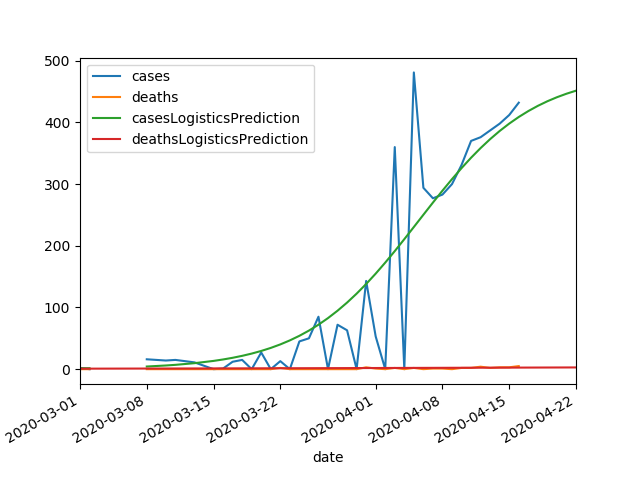 500
400
300
200
100
0
cases
deaths
casesLogisticsPrediction
deathsLogisticsPrediction
2020-03-01
2020-03-08
2020-03-15
2020-03-22
2020-04-01
2020-04-08
2020-04-15
2020-04-22
date